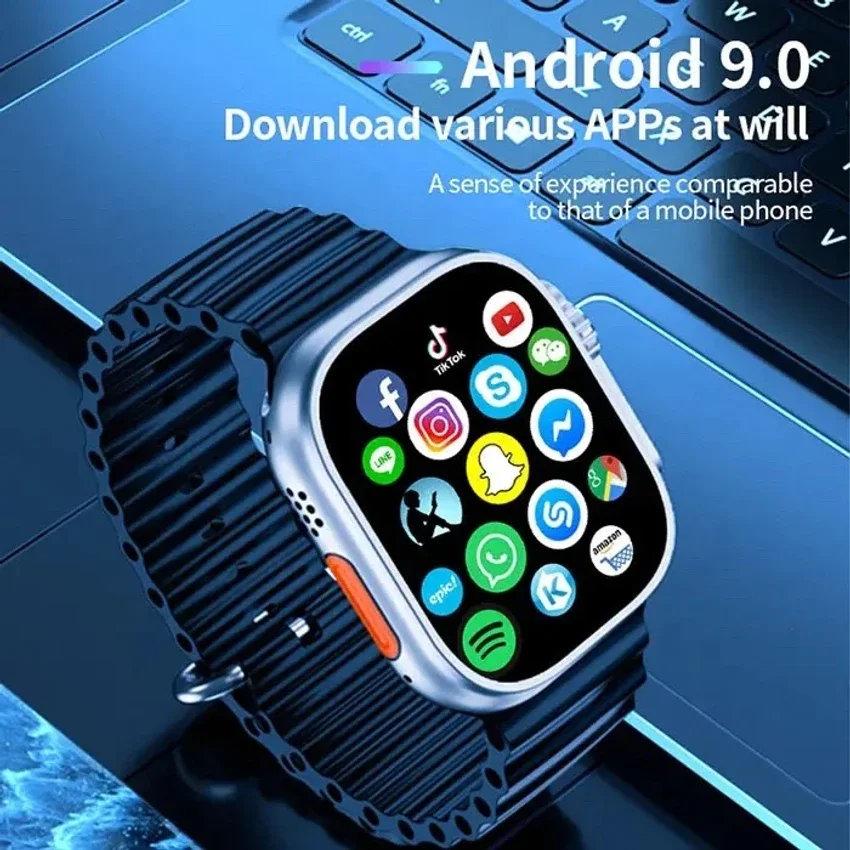 Android 9.0
Download various APPs at will
A sense of experience comparable
to that of a mobile phone
ctrl
fn
A
W
E
V
TikTok
LINE
amazon
epic!